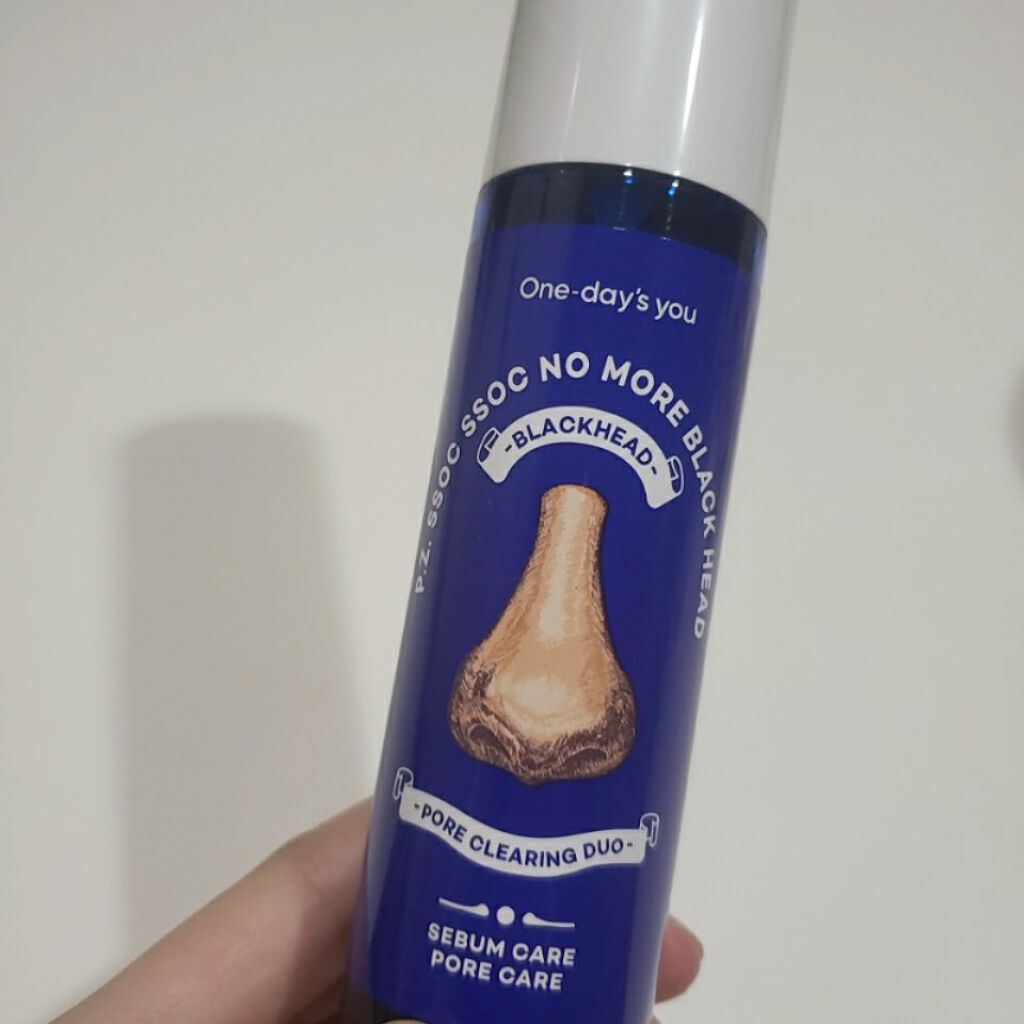 One-day's you
P.Z. SSOC SSOC NO MORE BLACK HEAD
-BLACKHEAD-
-PORE CLEARING DUO-
SEBUM CARE
PORE CARE